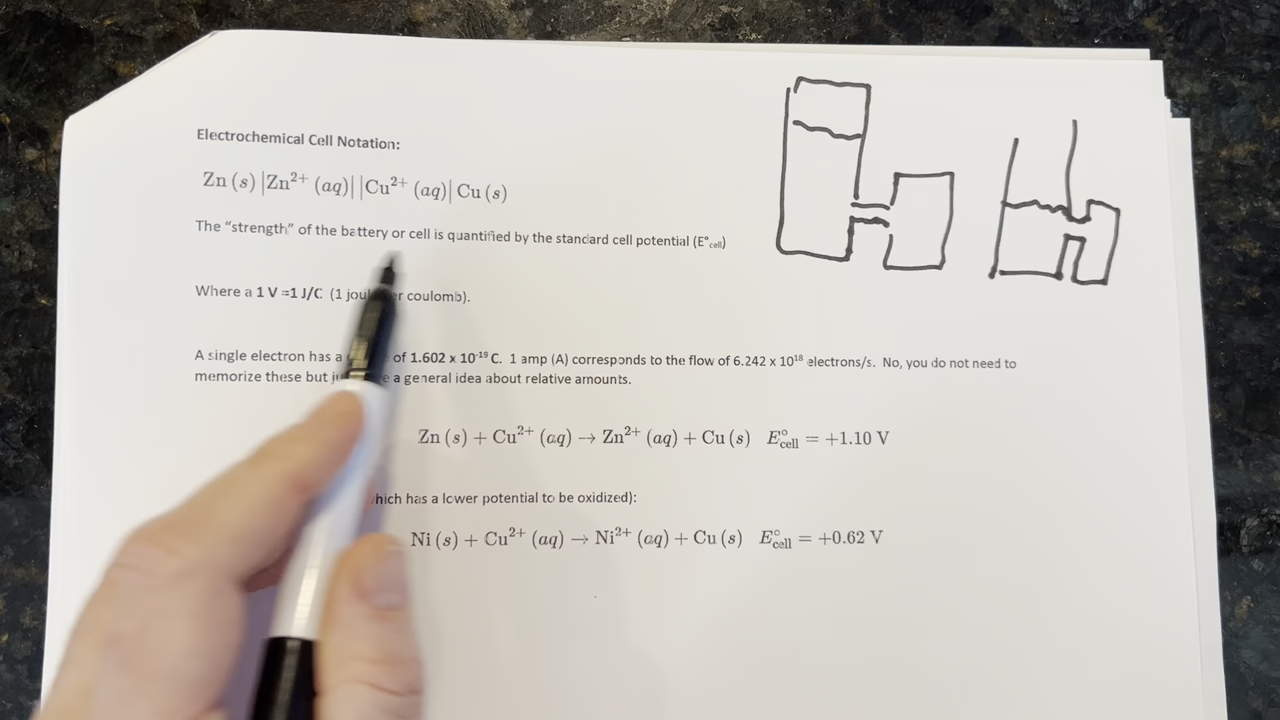 Electrochemical Cell Notation:
Zn (s) |Zn²⁺ (aq)| |Cu²⁺ (aq)| Cu (s)
The “strength” of the battery or cell is quantified by the standard cell potential (E°cell)
Where a 1 V =1 J/C (1 coulomb).
A single electron has a of 1.602 x 10⁻¹⁹ C. 1 amp (A) corresponds to the flow of 6.242 x 10¹⁸ electrons/s. No, you do not need to
memorize these but a general idea about relative amounts.
Zn (s) + Cu²⁺ (aq) → Zn²⁺ (aq) + Cu (s) E°cell = +1.10 V
has a lower potential to be oxidized):
Ni (s) + Cu²⁺ (aq) → Ni²⁺ (aq) + Cu (s) E°cell = +0.62 V